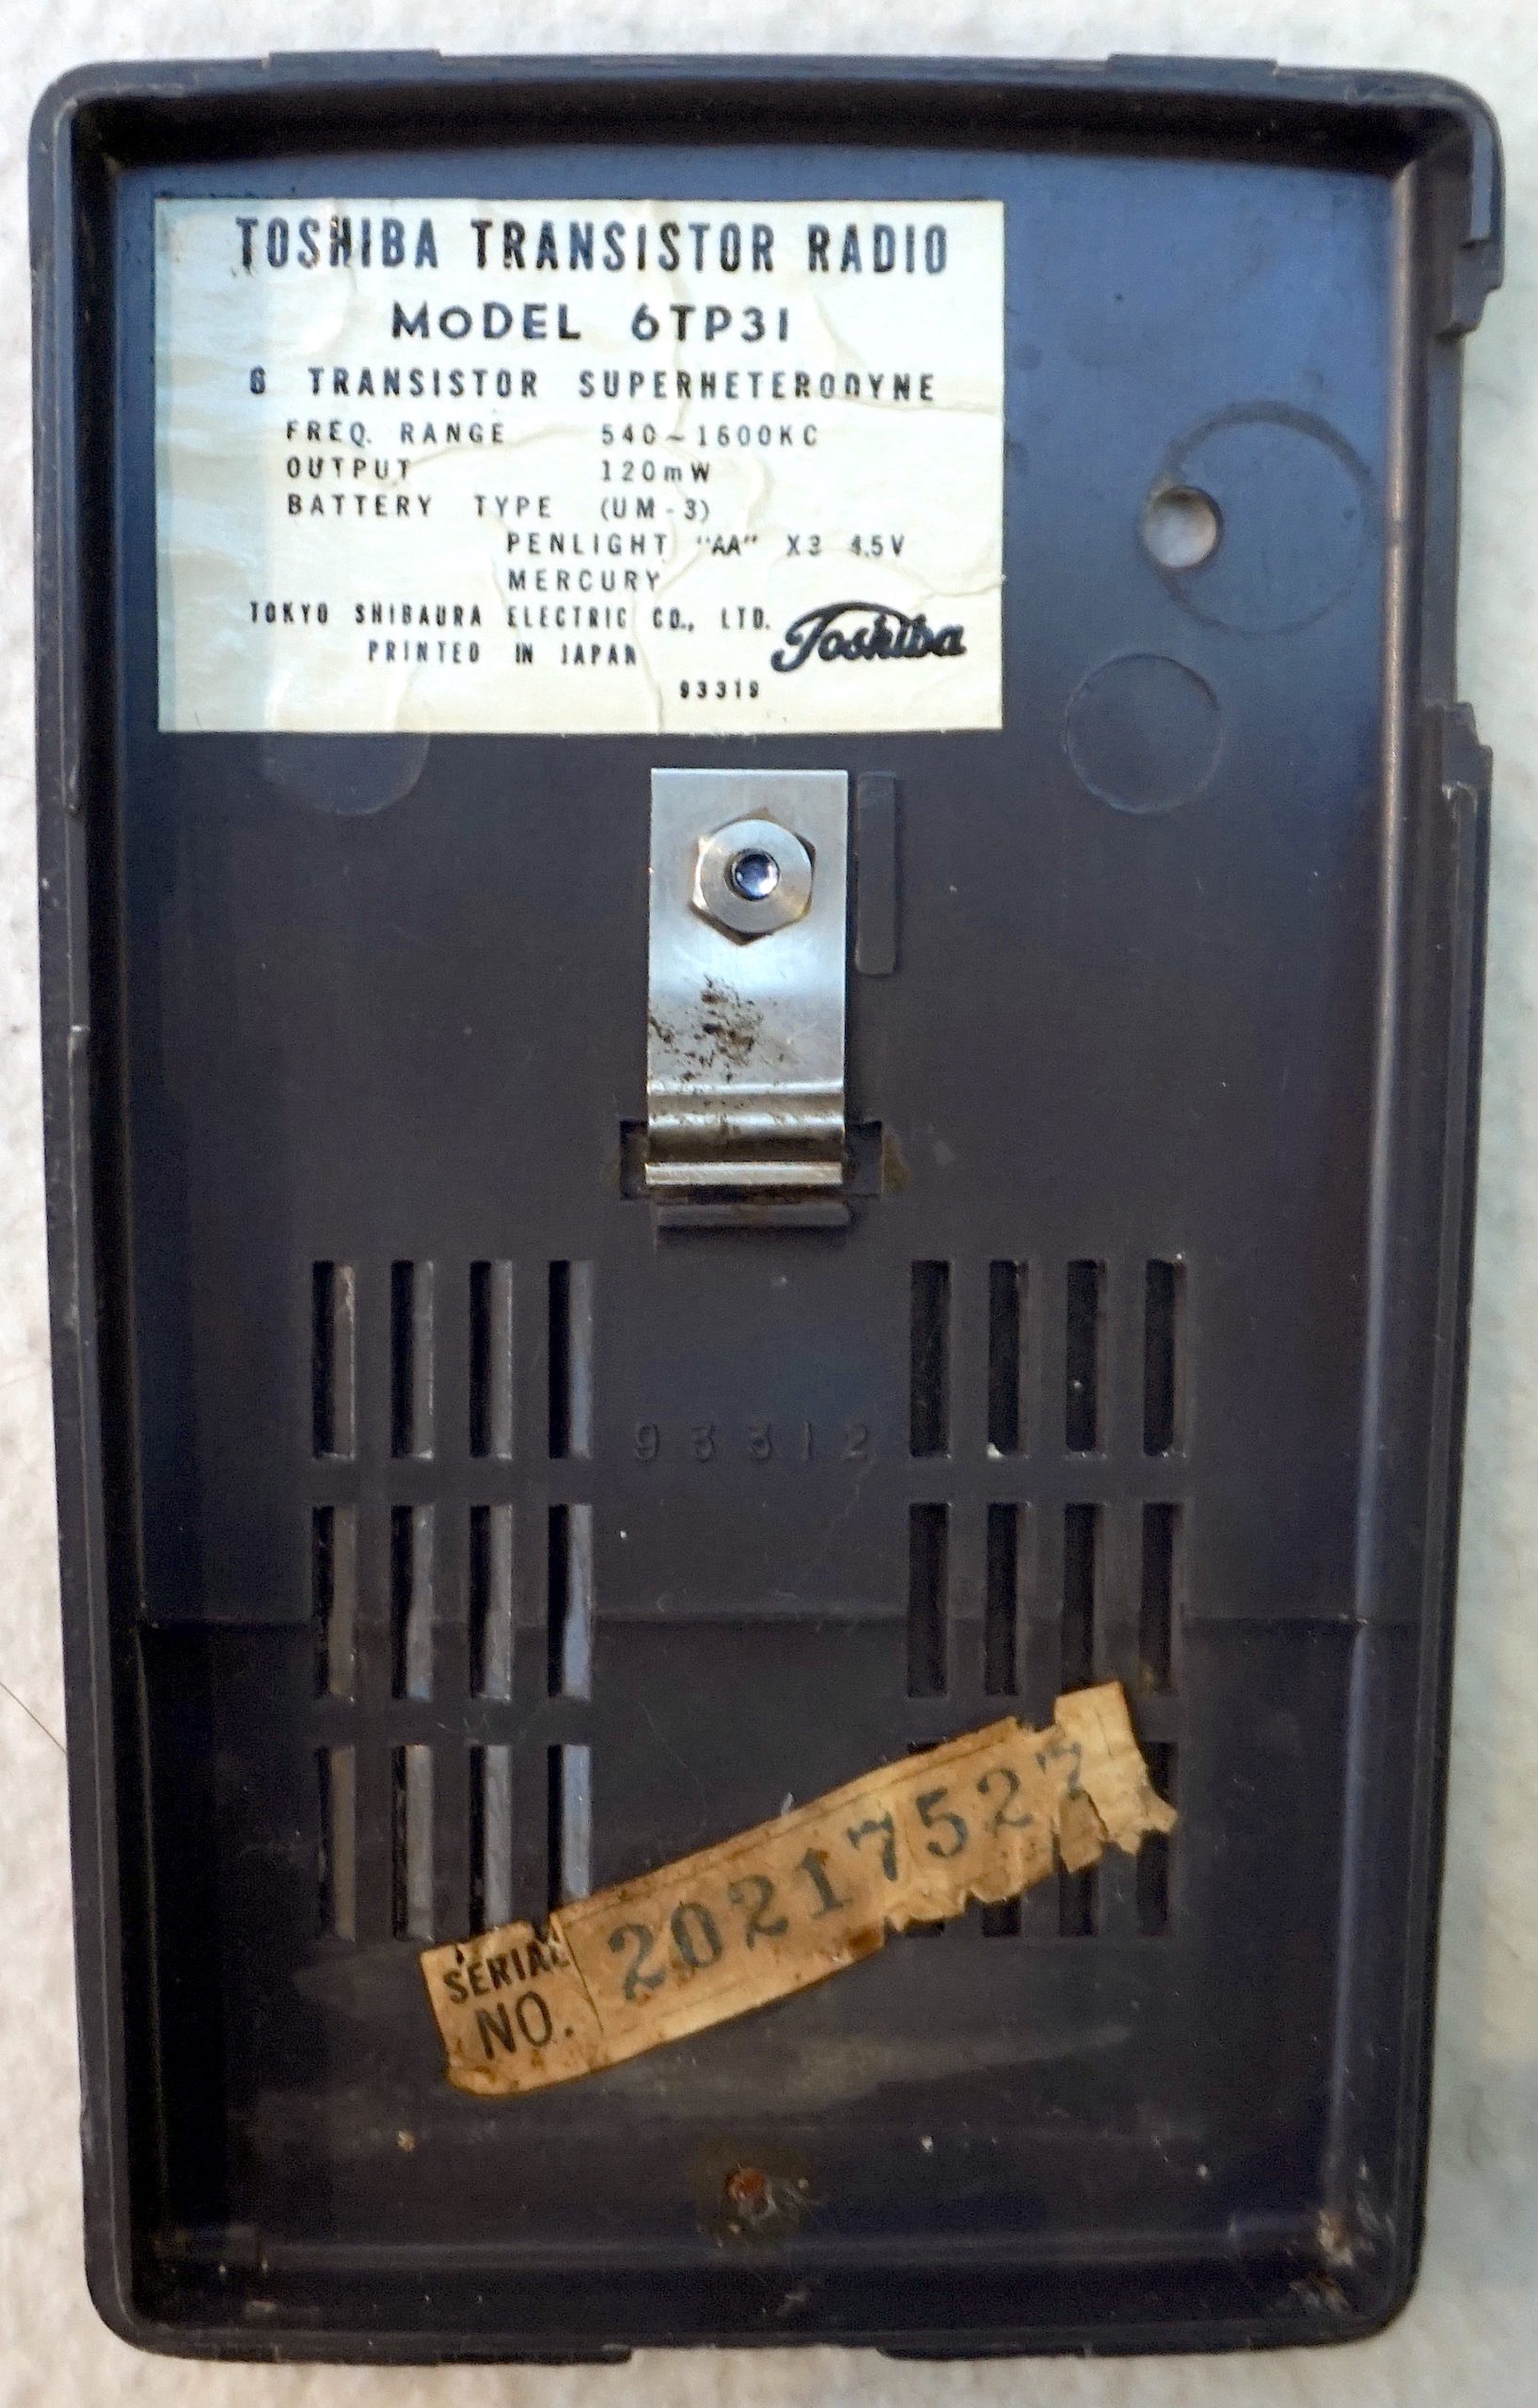 TOSHIBA TRANSISTOR RADIO
MODEL 6TP31
6 TRANSISTOR SUPERHETERODYNE
FREQ. RANGE 540~1600KC
OUTPUT 120mW
BATTERY TYPE (UM-3)
PENLIGHT "AA" X3 4.5V
MERCURY
TOKYO SHIBAURA ELECTRIC CO., LTD.
PRINTED IN JAPAN
Toshiba
93319
93312
SERIAL NO. 20217527